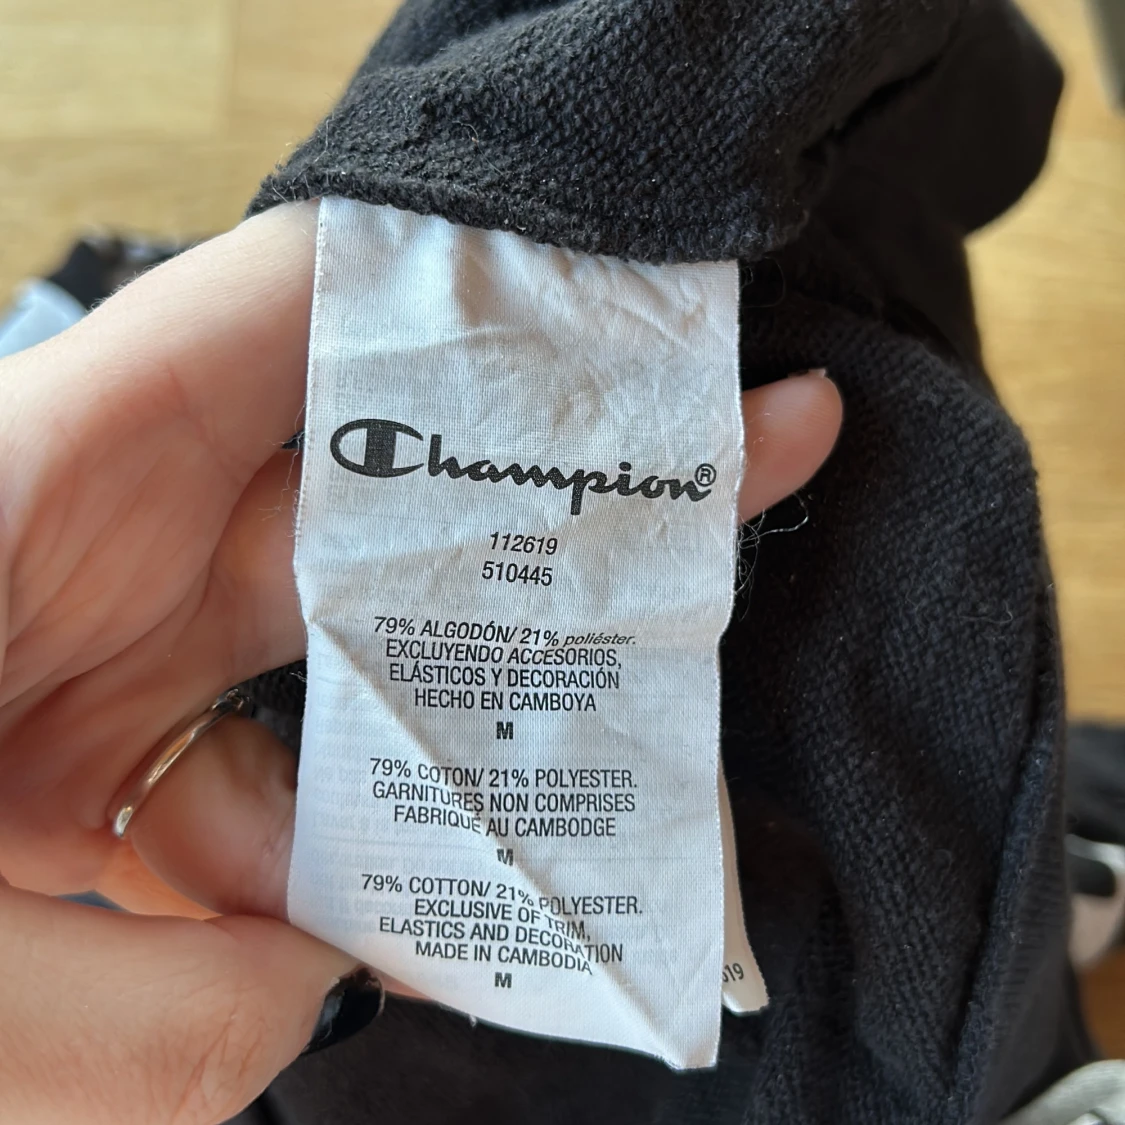 Champion®
112619
510445
79% ALGODÓN/ 21% poliéster.
EXCLUYENDO ACCESORIOS,
ELÁSTICOS Y DECORACIÓN
HECHO EN CAMBOYA
M
79% COTON/ 21% POLYESTER.
GARNITURES NON COMPRISES
FABRIQUÉ AU CAMBODGE
M
79% COTTON/ 21% POLYESTER.
EXCLUSIVE OF TRIM,
ELASTICS AND DECORATION
MADE IN CAMBODIA
M